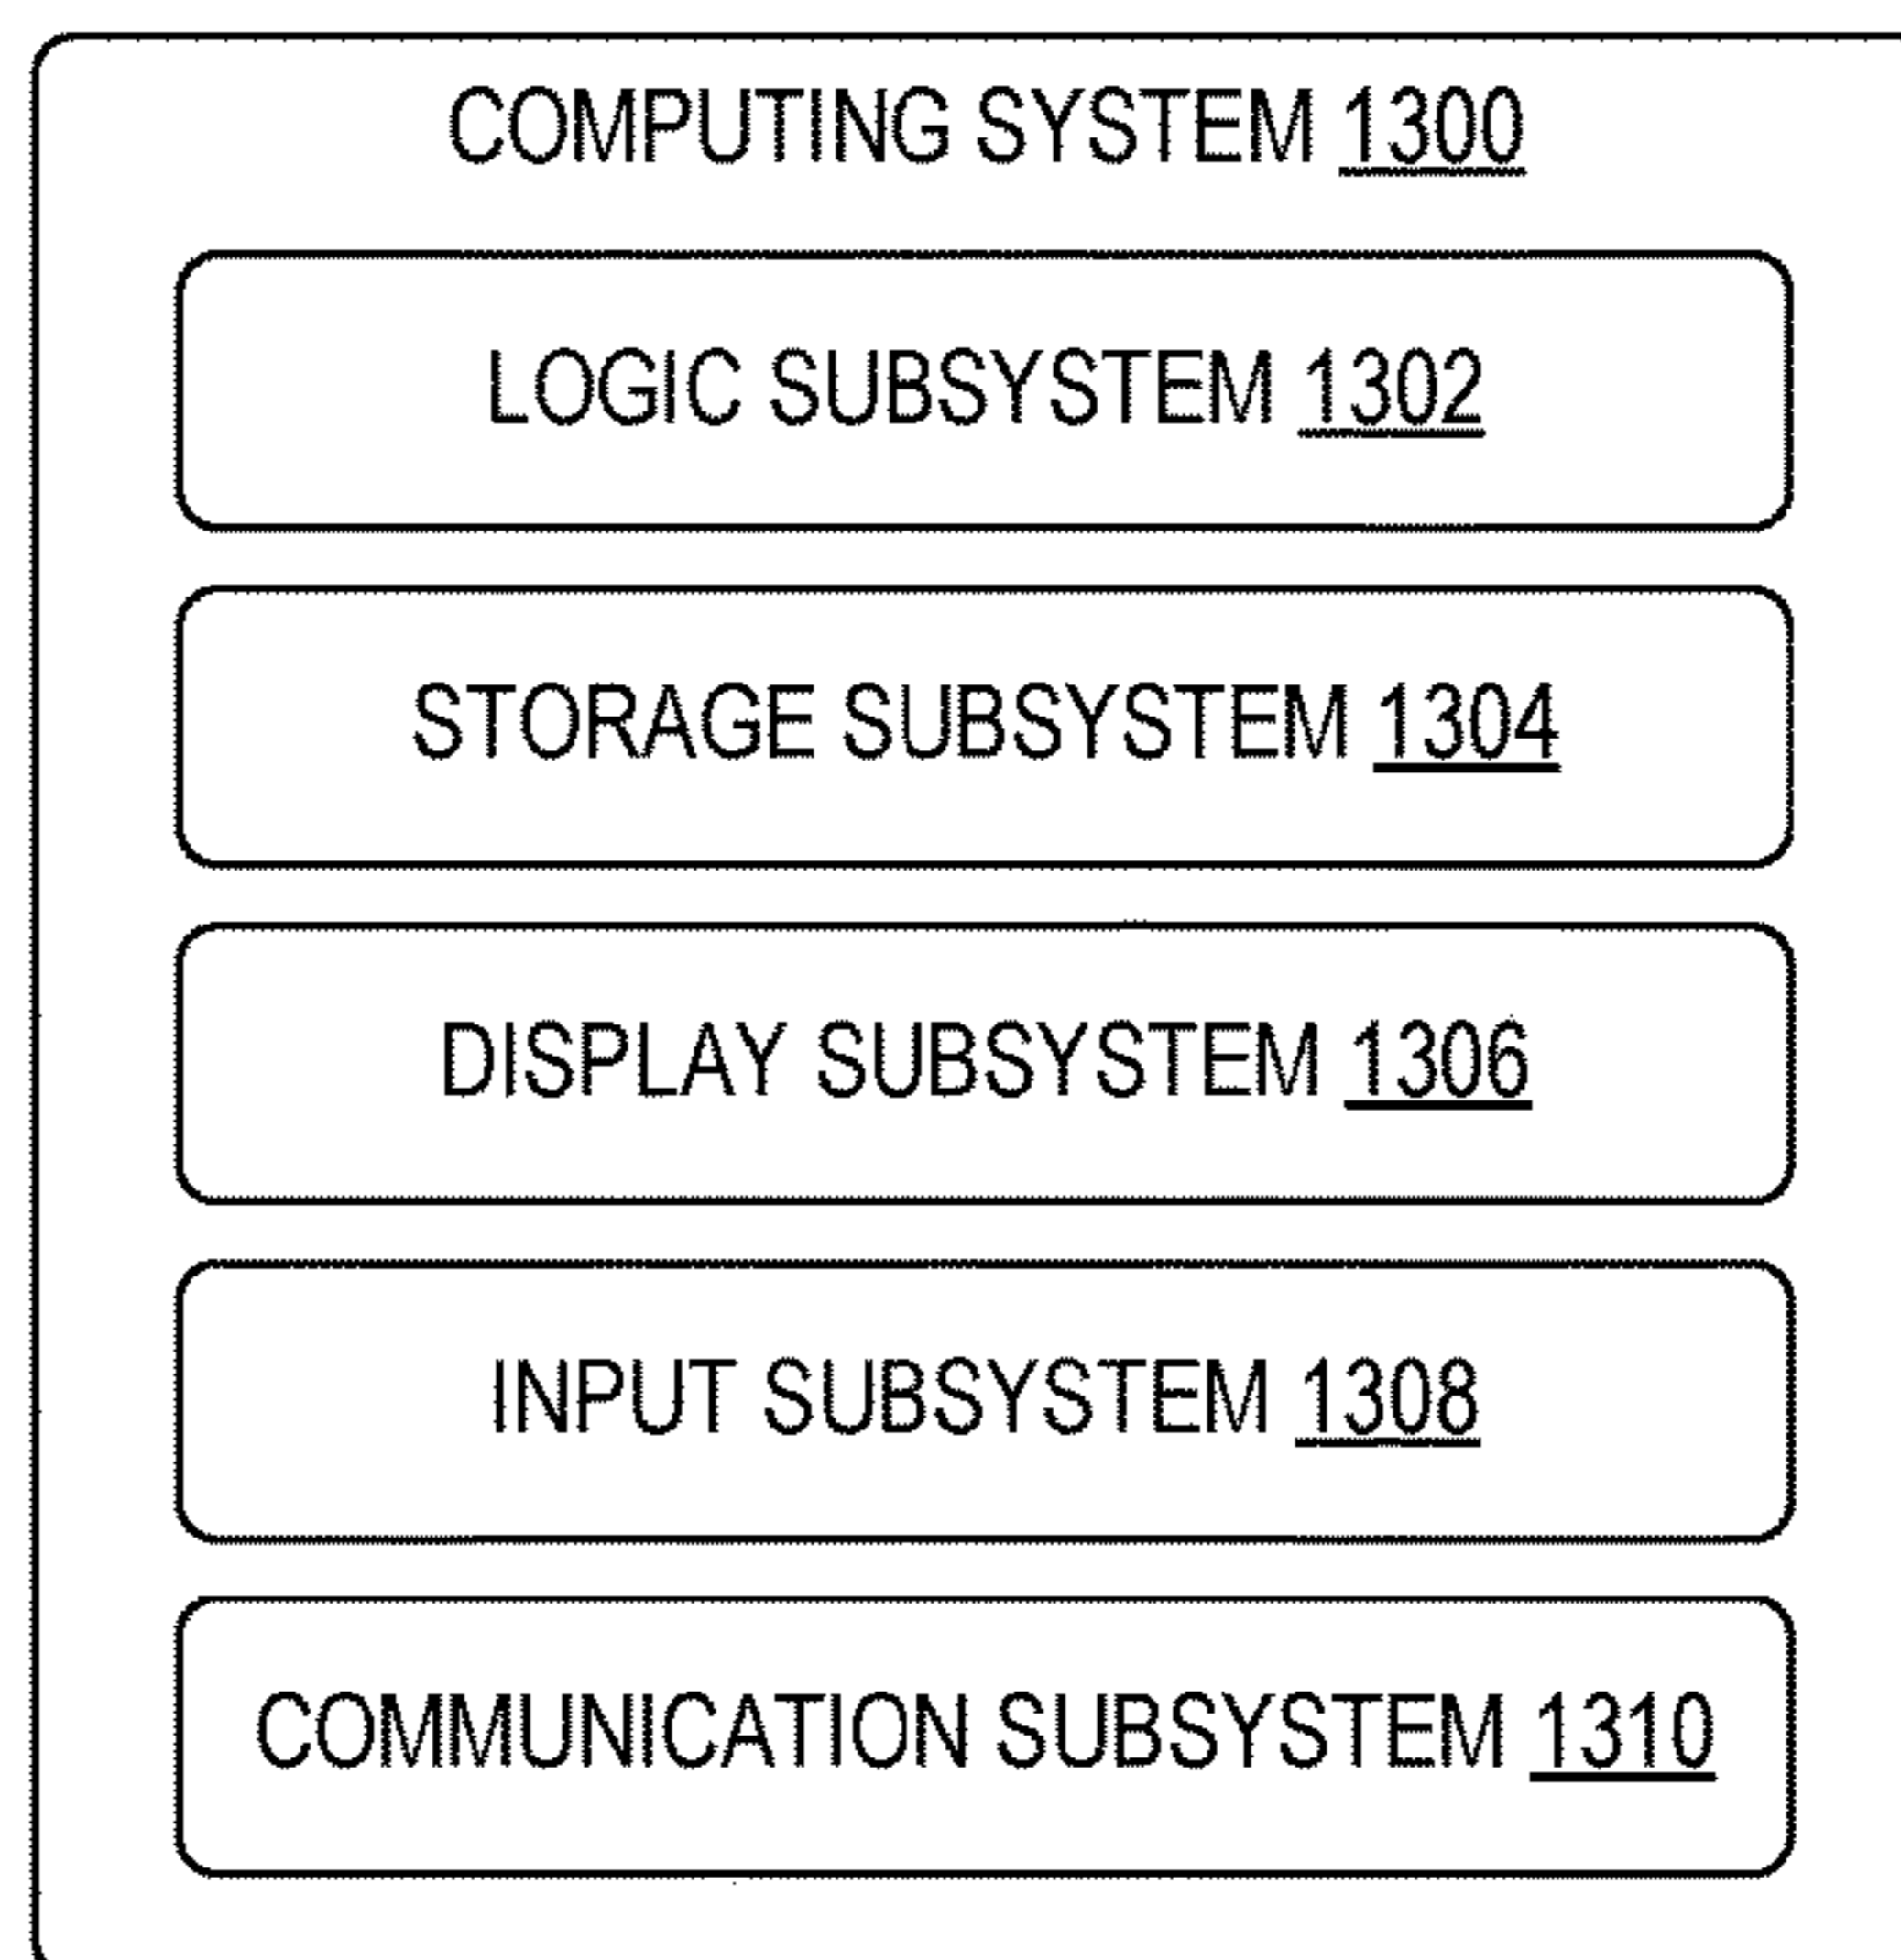 COMPUTING SYSTEM 1300
LOGIC SUBSYSTEM 1302
STORAGE SUBSYSTEM 1304
DISPLAY SUBSYSTEM 1306
INPUT SUBSYSTEM 1308
COMMUNICATION SUBSYSTEM 1310